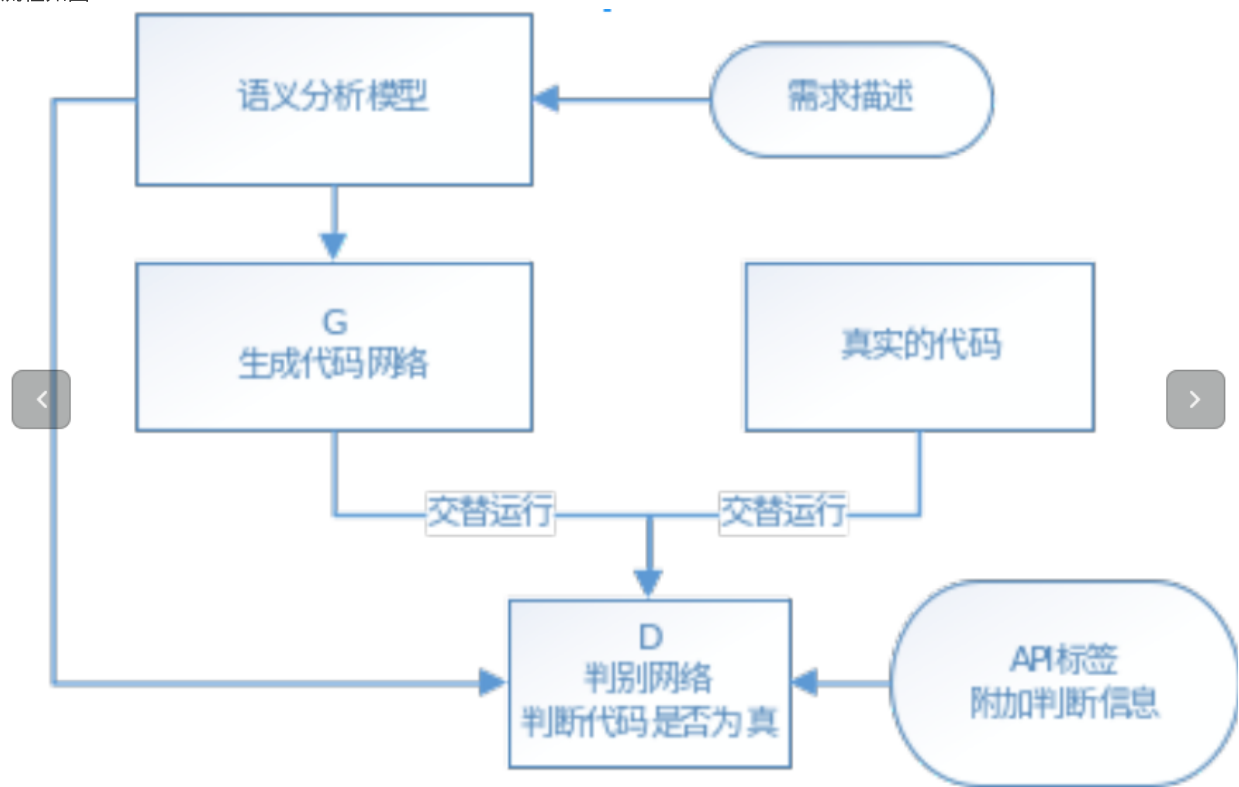 语义分析模型
需求描述
G
生成代码网络
真实的代码
交替运行
交替运行
D
判别网络
判断代码是否为真
API标签
附加判断信息